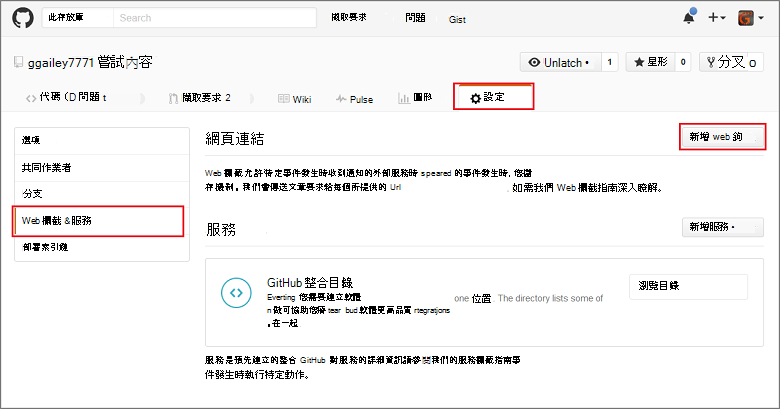 此存放庫 Search 擷取要求 問題 Gist
ggailey7771 嘗試內容 Unlatch • 1 星形 0 分叉 0
代碼 (D 問題 t 擷取要求 2 Wiki Pulse 圖形 設定
選項
共同作業者
分支
Web 欄截 & 服務
部署索引鍵
網頁連結 新增 web 鉤
Web 欄截允許特定事件發生時收到通知的外部服務時 speared 的事件發生時, 您儲
存機制。我們會傳送文章要求給每個所提供的 Url 如需我們 Web 欄截指南深入瞭解。
服務 新增服務 •
GitHub 整合目錄
Everting 您需要建立軟體 one 位置. The directory lists some of
n 做可協助您廢 tear bud.軟體更高品質 rtegratjons
。在一起
瀏覽目錄
服務是預先建立的整合 GitHub 對服務的詳細資訊請參閱我們的服務欄截指南事
件發生時執行特定動作。